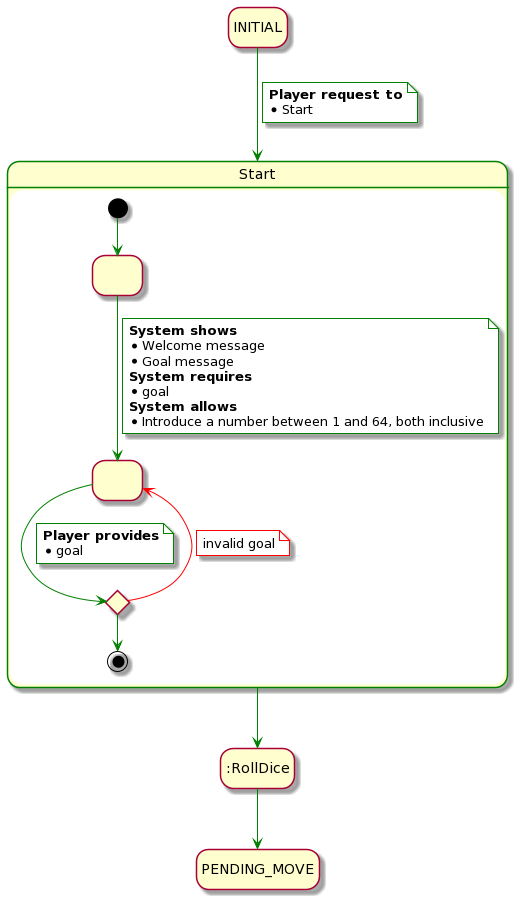 INITIAL
Player request to
• Start
Start
System shows
• Welcome message
• Goal message
System requires
• goal
System allows
• Introduce a number between 1 and 64, both inclusive
Player provides
• goal
invalid goal
:RollDice
PENDING_MOVE